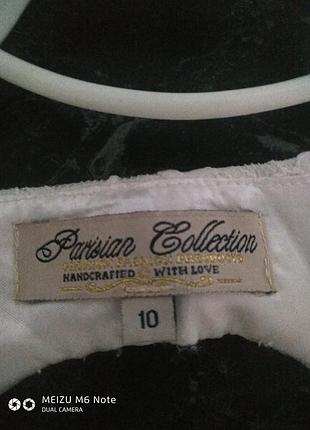 Parisian Collection
HANDCRAFTED WITH LOVE
10
MEIZU M6 Note
DUAL CAMERA